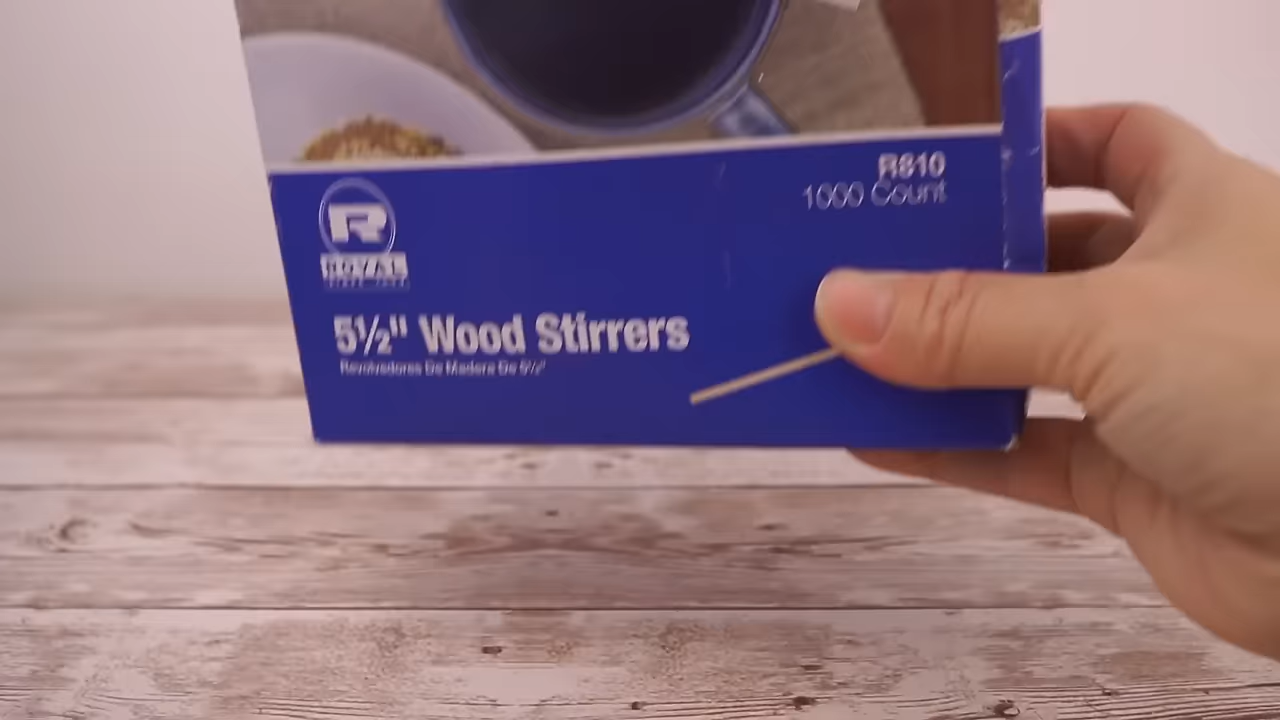 R810
1000 Count
R
ROYAL
5½" Wood Stirrers
Revolvedores De Madera De 5½"